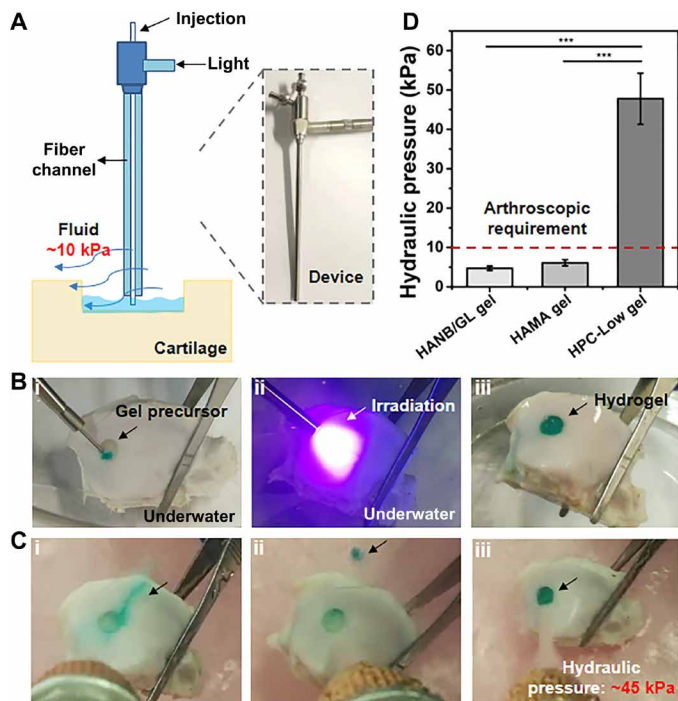 A
Injection
Light
Fiber
channel
Fluid
~10 kPa
Device
Cartilage
D
Hydraulic pressure (kPa)
60
50
40
30
20
10
0
***
***
Arthroscopic
requirement
HANB/GL gel
HAMA gel
HPC-Low gel
B
i
Gel precursor
Underwater
ii
Irradiation
Underwater
iii
Hydrogel
C
i
ii
iii
Hydraulic
pressure: ~45 kPa